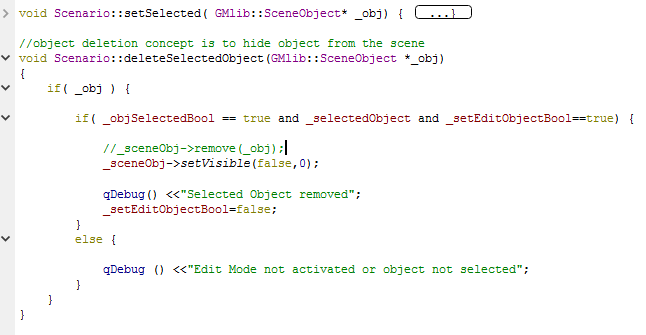 void Scenario::setSelected( GMlib::SceneObject* _obj) { ...}
//object deletion concept is to hide object from the scene
void Scenario::deleteSelectedObject(GMlib::SceneObject *_obj)
{
if( _obj ) {
if( _objSelectedBool == true and _selectedObject and _setEditObjectBool==true) {
//_sceneObj->remove(_obj);
_sceneObj->setVisible(false,0);
qDebug() <<"Selected Object removed";
_setEditObjectBool=false;
}
else {
qDebug () <<"Edit Mode not activated or object not selected";
}
}
}